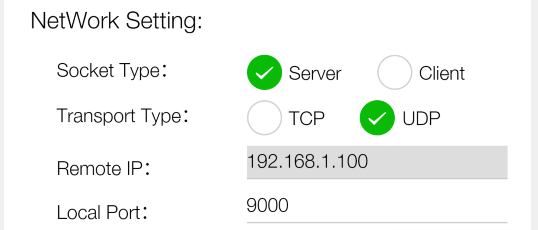 NetWork Setting:
Socket Type： Server Client
Transport Type： TCP UDP
Remote IP： 192.168.1.100
Local Port： 9000